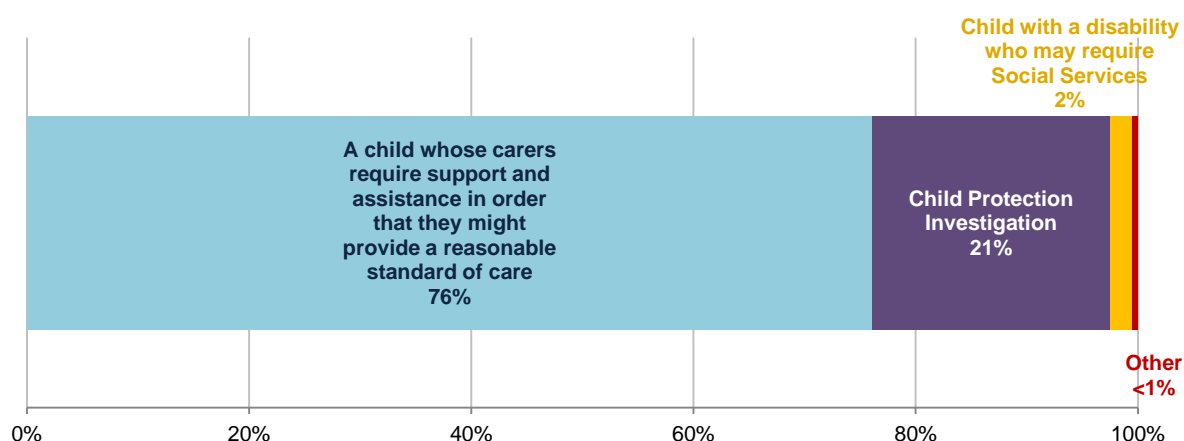 Child with a disability
who may require
Social Services
2%
A child whose carers
require support and
assistance in order
that they might
provide a reasonable
standard of care
76%
Child Protection
Investigation
21%
Other
<1%
0%
20%
40%
60%
80%
100%